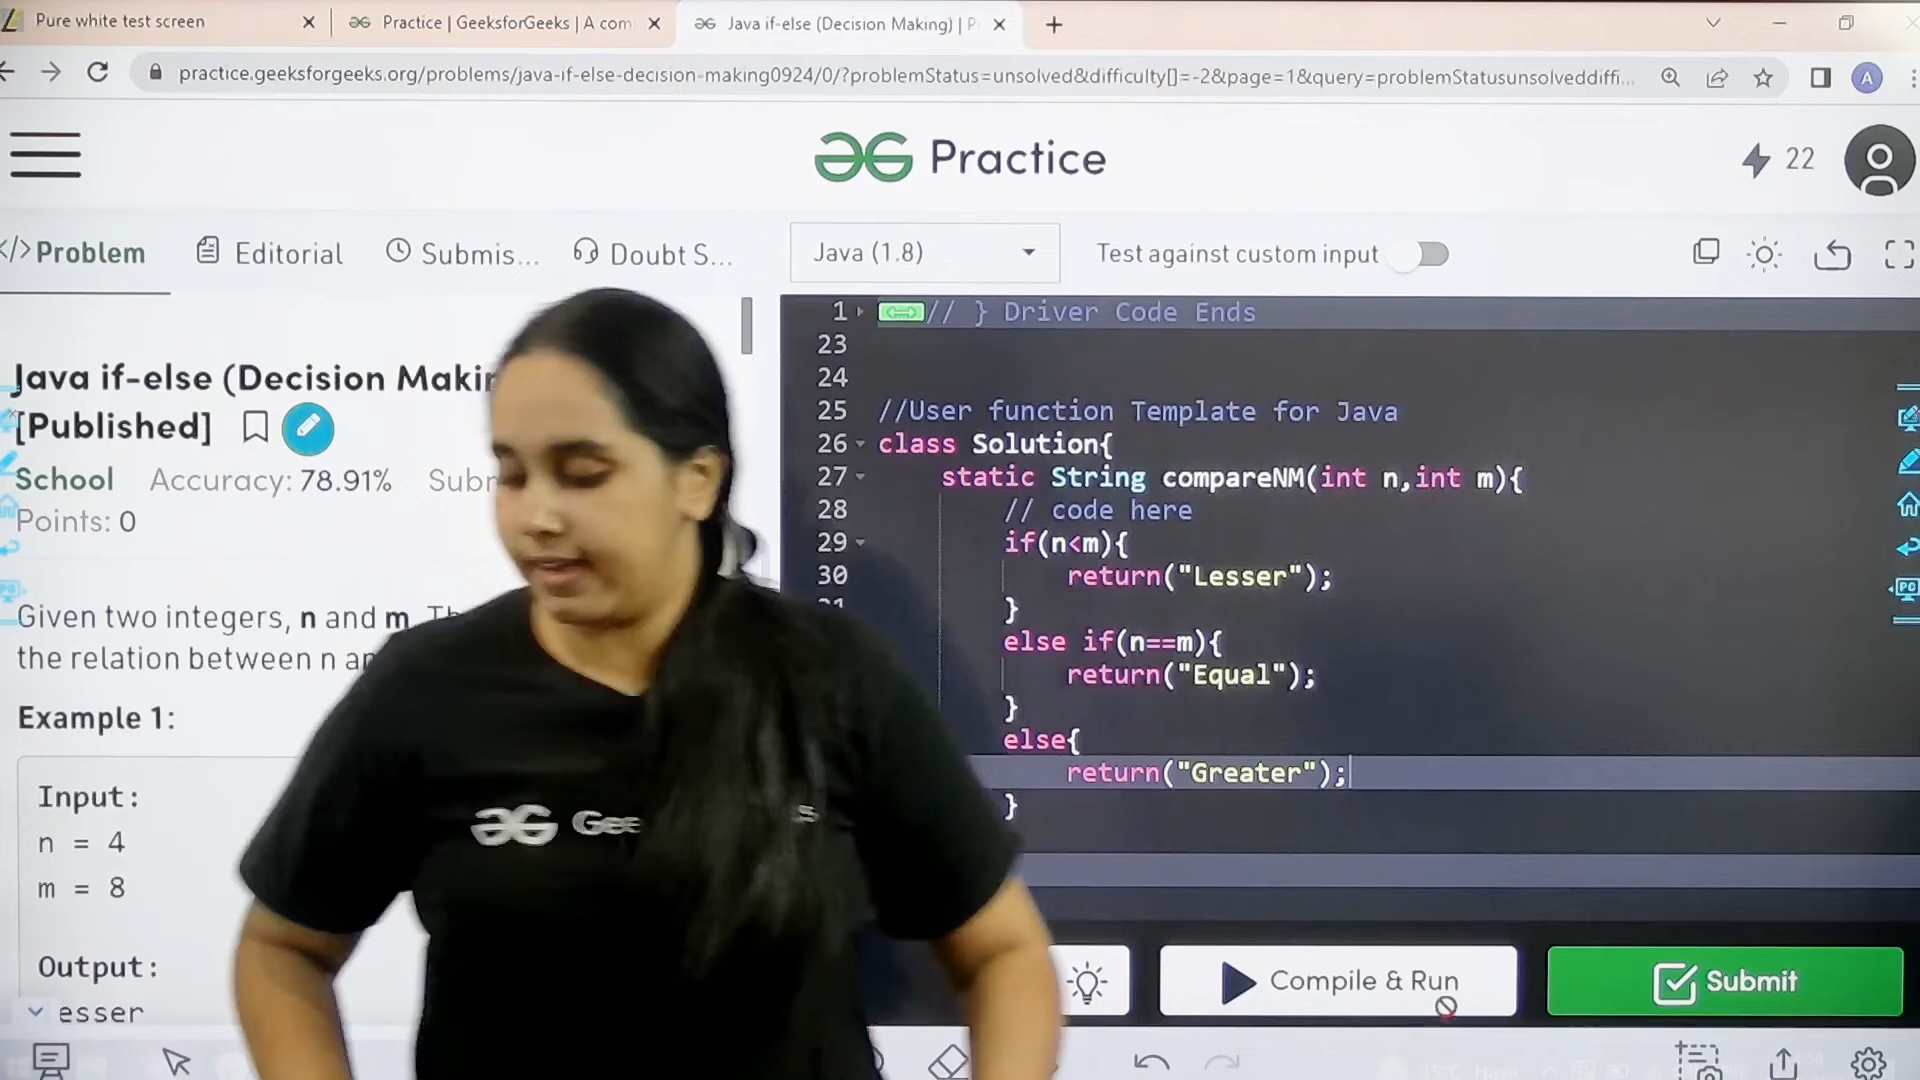 Pure white test screen
Practice | GeeksforGeeks | A com
Java if-else (Decision Making) | P
practice.geeksforgeeks.org/problems/java-if-else-decision-making0924/0/?problemStatus=unsolved&difficulty[]=-2&page=1&query=problemStatusunsolveddiffi...
A
Practice
22
</> Problem
Editorial
Submis...
Doubt S...
Java (1.8)
Test against custom input
Java if-else (Decision Makin
[Published]
School Accuracy: 78.91% Subm
Points: 0
Given two integers, n and m. Th
the relation between n an
Example 1:
Input:
n = 4
m = 8
Output:
esser
1 // } Driver Code Ends
23
24
25 //User function Template for Java
26 class Solution{
27 static String compareNM(int n,int m){
28 // code here
29 if(n<m){
30 return("Lesser");
31 }
else if(n==m){
return("Equal");
}
else{
return("Greater");
}
Compile & Run
Submit
Gee s